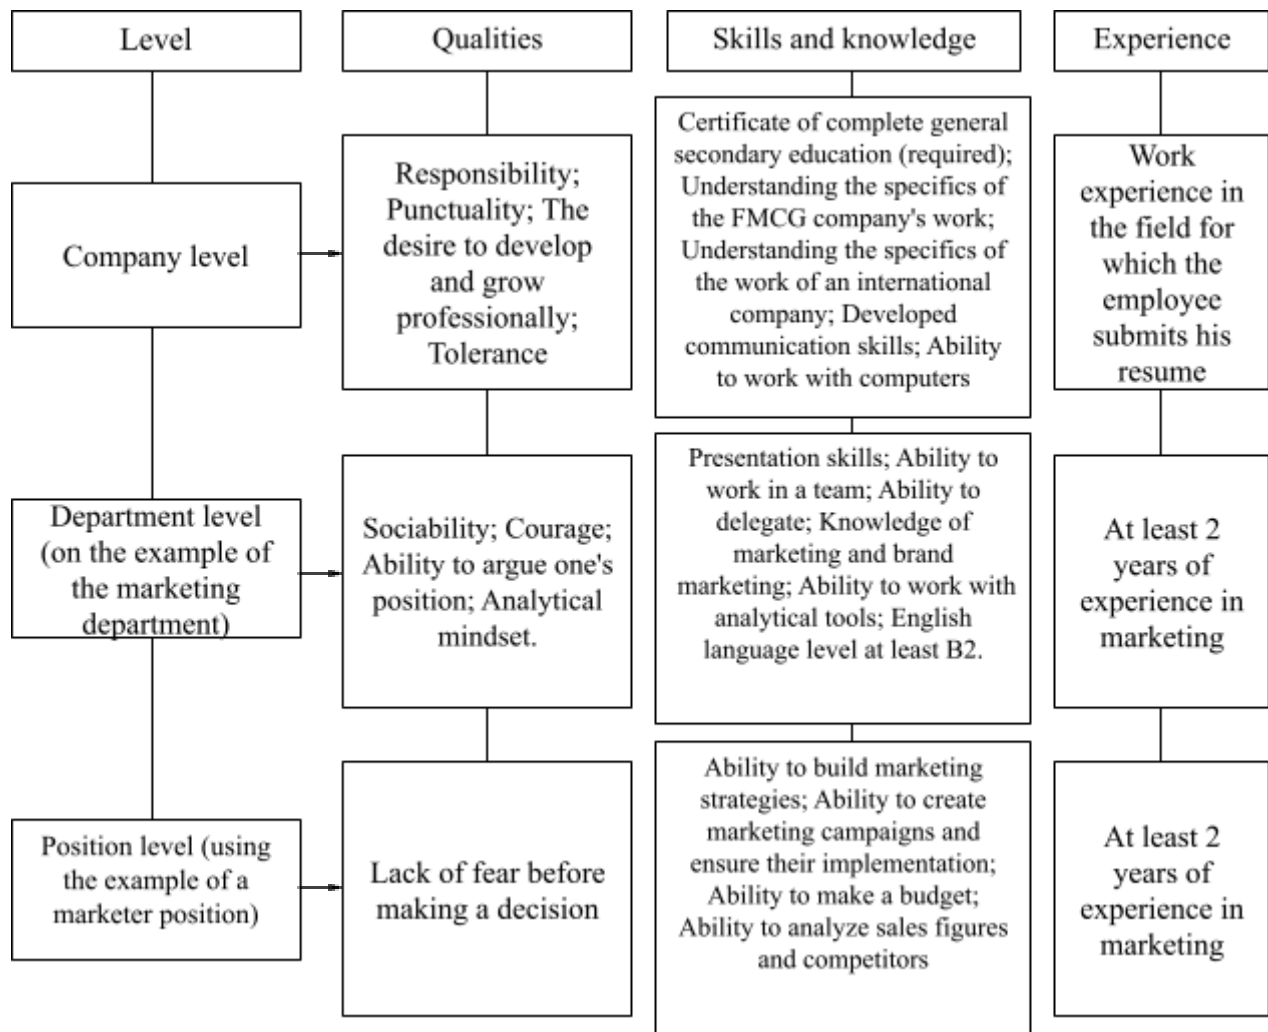 Level
Qualities
Skills and knowledge
Experience
Company level
Responsibility;
Punctuality; The
desire to develop
and grow
professionally;
Tolerance
Certificate of complete general
secondary education (required);
Understanding the specifics of
the FMCG company's work;
Understanding the specifics of
the work of an international
company; Developed
communication skills; Ability
to work with computers
Work
experience in
the field for
which the
employee
submits his
resume
Department level
(on the example of
the marketing
department)
Sociability; Courage;
Ability to argue one's
position; Analytical
mindset.
Presentation skills; Ability to
work in a team; Ability to
delegate; Knowledge of
marketing and brand
marketing; Ability to work with
analytical tools; English
language level at least B2.
At least 2
years of
experience in
marketing
Position level (using
the example of a
marketer position)
Lack of fear before
making a decision
Ability to build marketing
strategies; Ability to create
marketing campaigns and
ensure their implementation;
Ability to make a budget;
Ability to analyze sales figures
and competitors
At least 2
years of
experience in
marketing